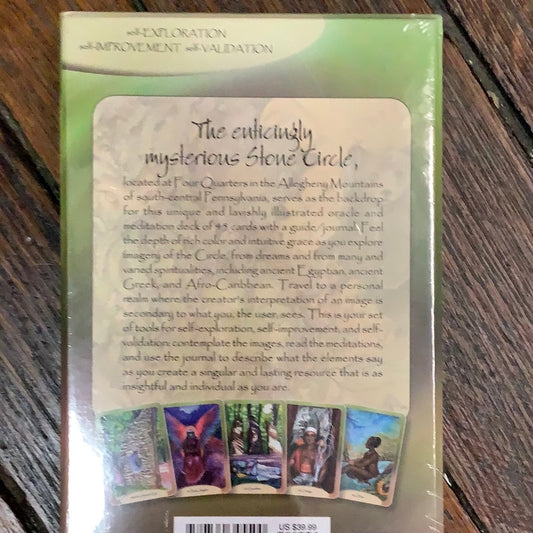 self-EXPLORATION
self-IMPROVEMENT self-VALIDATION
The enticingly
mysterious Stone Circle,
located at Four Quarters in the Allegheny Mountains
of south-central Pennsylvania, serves as the backdrop
for this unique and lavishly illustrated oracle and
meditation deck of 45 cards with a guide/journal. Feel
the depth of rich color and intuitive grace as you explore
imagery of the Circle, from dreams and from many and
varied spiritualities, including ancient Egyptian, ancient
Greek, and Afro-Caribbean. Travel to a personal
realm where the creator's interpretation of an image is
secondary to what you, the user, sees. This is your set
of tools for self-exploration, self-improvement, and self-
validation: contemplate the images, read the meditations,
and use the journal to describe what the elements say
as you create a singular and lasting resource that is as
insightful and individual as you are.
US $39.99